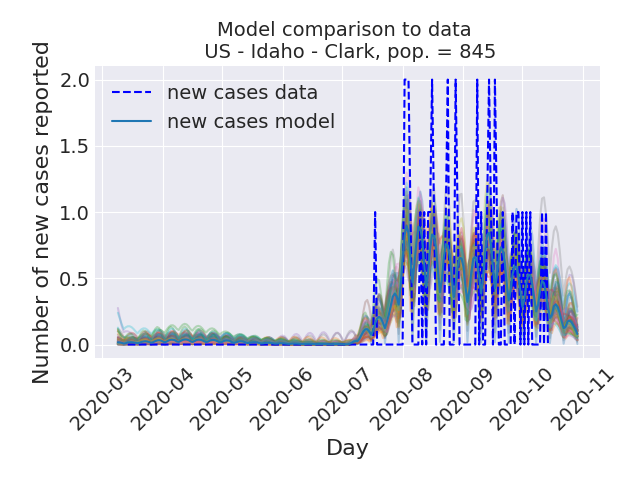 Model comparison to data
US - Idaho - Clark, pop. = 845
Number of new cases reported
2.0
1.5
1.0
0.5
0.0
new cases data
new cases model
2020-03
2020-04
2020-05
2020-06
2020-07
2020-08
2020-09
2020-10
2020-11
Day